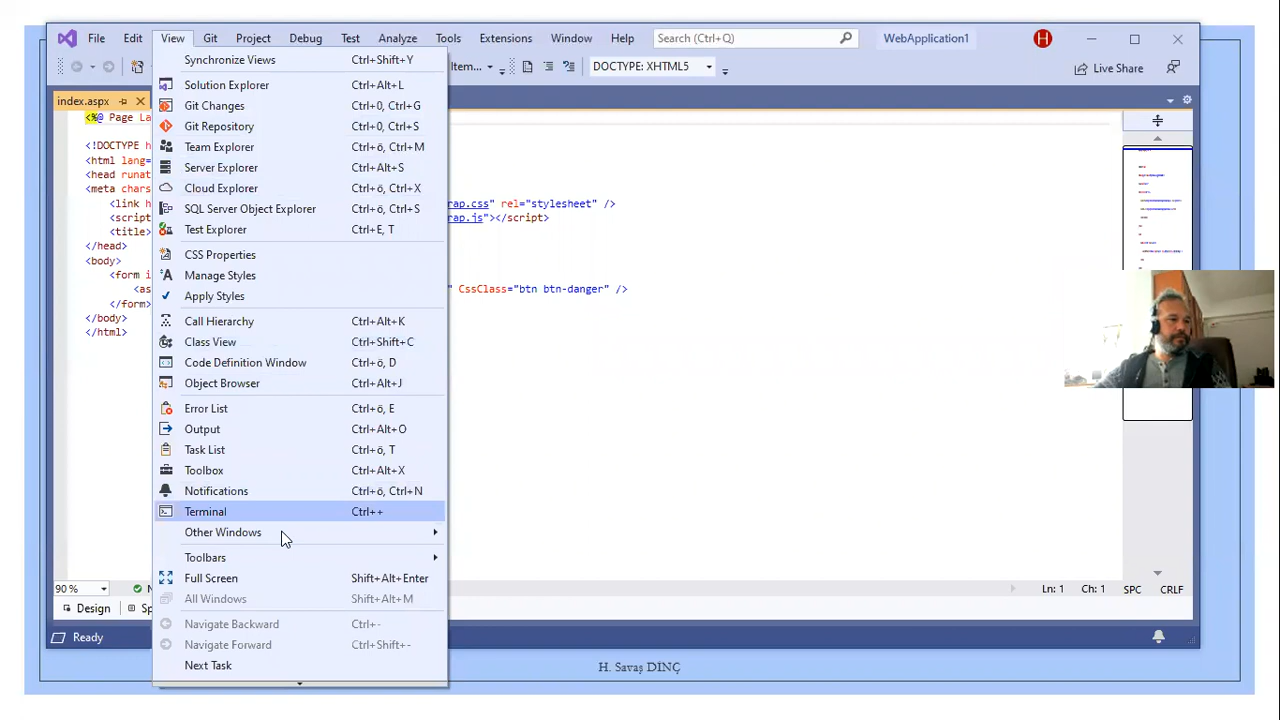 File Edit View Git Project Debug Test Analyze Tools Extensions Window Help Search (Ctrl+Q) WebApplication1 H
Item... DOCTYPE: XHTML5 Live Share
index.aspx
<%@ Page La
<!DOCTYPE h
<html lang=
<head runat
<meta chars
<link h rap.css" rel="stylesheet" />
<script rap.js"></script>
<title>
</head>
<body>
<form i
<as " CssClass="btn btn-danger" />
</form>
</body>
</html>
Synchronize Views Ctrl+Shift+Y
Solution Explorer Ctrl+Alt+L
Git Changes Ctrl+0, Ctrl+G
Git Repository Ctrl+0, Ctrl+S
Team Explorer Ctrl+ö, Ctrl+M
Server Explorer Ctrl+Alt+S
Cloud Explorer Ctrl+ö, Ctrl+X
SQL Server Object Explorer Ctrl+ö, Ctrl+S
Test Explorer Ctrl+E, T
CSS Properties
Manage Styles
Apply Styles
Call Hierarchy Ctrl+Alt+K
Class View Ctrl+Shift+C
Code Definition Window Ctrl+ö, D
Object Browser Ctrl+Alt+J
Error List Ctrl+ö, E
Output Ctrl+Alt+O
Task List Ctrl+ö, T
Toolbox Ctrl+Alt+X
Notifications Ctrl+ö, Ctrl+N
Terminal Ctrl++
Other Windows
Toolbars
Full Screen Shift+Alt+Enter
All Windows Shift+Alt+M
Navigate Backward Ctrl+-
Navigate Forward Ctrl+Shift+-
Next Task
90 % N Ln: 1 Ch: 1 SPC CRLF
Design Sp
Ready
H. Savaş DİNÇ